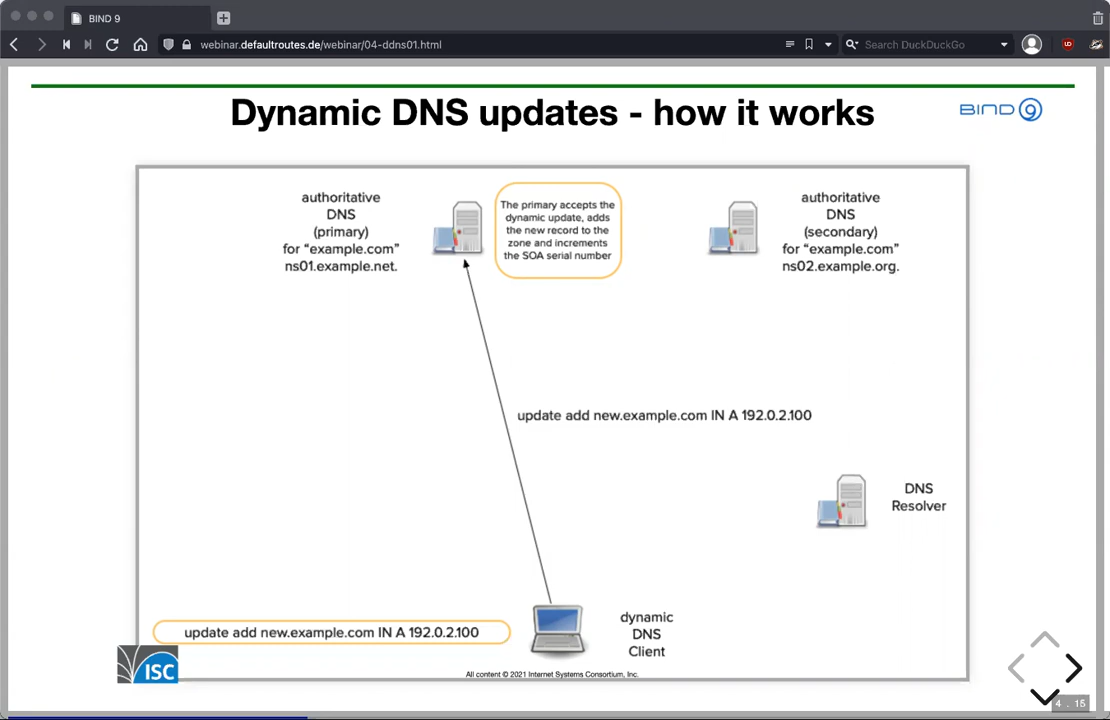 BIND 9
webinar.defaultroutes.de/webinar/04-ddns01.html
Search DuckDuckGo
Dynamic DNS updates - how it works
BIND 9
authoritative
DNS
(primary)
for “example.com”
ns01.example.net.
The primary accepts the
dynamic update, adds
the new record to the
zone and increments
the SOA serial number
authoritative
DNS
(secondary)
for “example.com”
ns02.example.org.
update add new.example.com IN A 192.0.2.100
DNS
Resolver
update add new.example.com IN A 192.0.2.100
dynamic
DNS
Client
ISC
All content © 2021 Internet Systems Consortium, Inc.
4 . 15